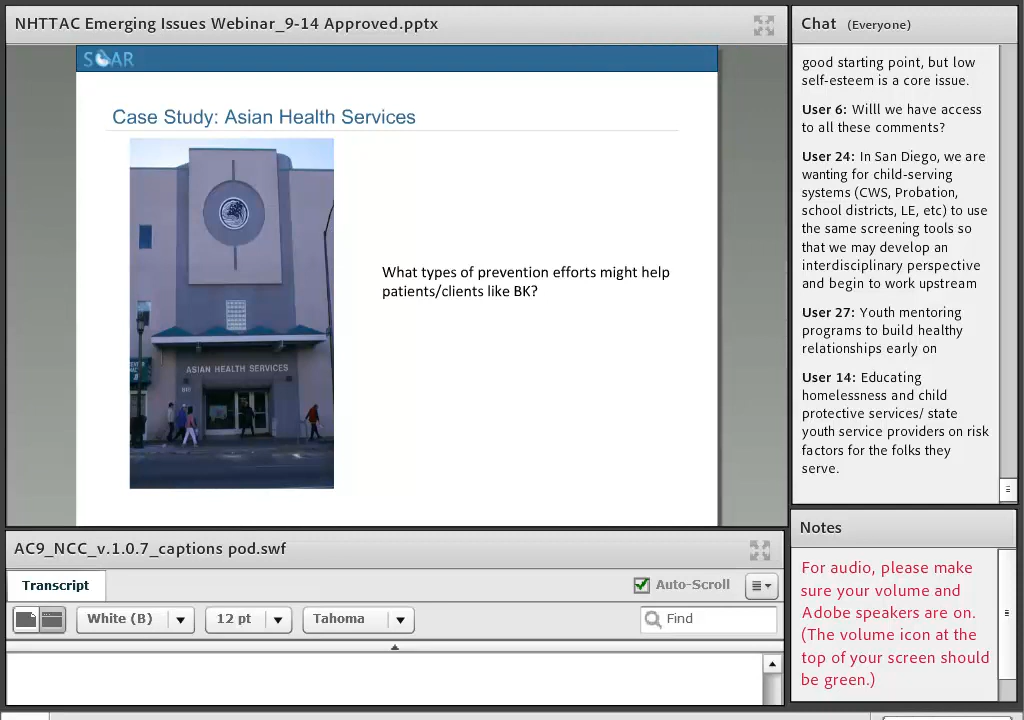 NHTTAC Emerging Issues Webinar_9-14 Approved.pptx
SOAR
Case Study: Asian Health Services
ASIAN HEALTH SERVICES
What types of prevention efforts might help
patients/clients like BK?
AC9_NCC_v.1.0.7_captions pod.swf
Transcript
Auto-Scroll
White (B)
12 pt
Tahoma
Find
Chat (Everyone)
good starting point, but low
self-esteem is a core issue.
User 6: Willl we have access
to all these comments?
User 24: In San Diego, we are
wanting for child-serving
systems (CWS, Probation,
school districts, LE, etc) to use
the same screening tools so
that we may develop an
interdisciplinary perspective
and begin to work upstream
User 27: Youth mentoring
programs to build healthy
relationships early on
User 14: Educating
homelessness and child
protective services/ state
youth service providers on risk
factors for the folks they
serve.
Notes
For audio, please make
sure your volume and
Adobe speakers are on.
(The volume icon at the
top of your screen should
be green.)